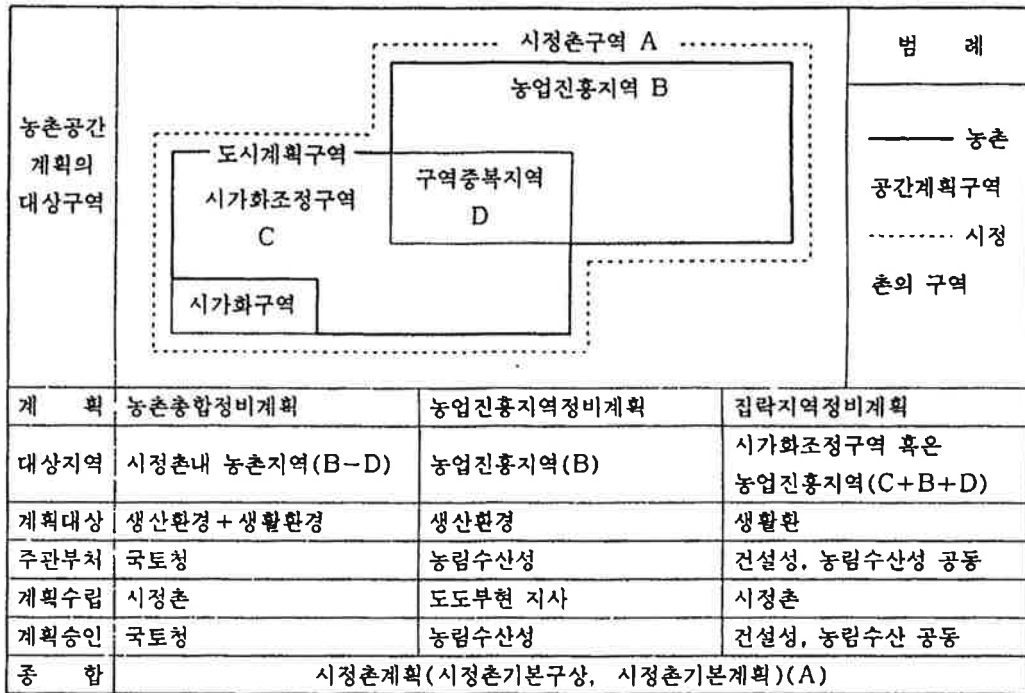 농촌공간
계획의
대상구역
시정촌구역 A
농업진흥지역 B
도시계획구역
시가화조정구역
C
구역중복지역
D
시가화구역
범 례
농촌
공간계획구역
시정
촌의 구역
계 획 농촌종합정비계획 농업진흥지역정비계획 집락지역정비계획
대상지역 시정촌내 농촌지역(B-D) 농업진흥지역(B) 시가화조정구역 혹은
농업진흥지역(C+B+D)
계획대상 생산환경+생활환경 생산환경 생활환
주관부처 국토청 농림수산성 건설성, 농림수산성 공동
계획수립 시정촌 도도부현 지사 시정촌
계획승인 국토청 농림수산성 건설성, 농림수산 공동
종 합 시정촌계획(시정촌기본구상, 시정촌기본계획)(A)